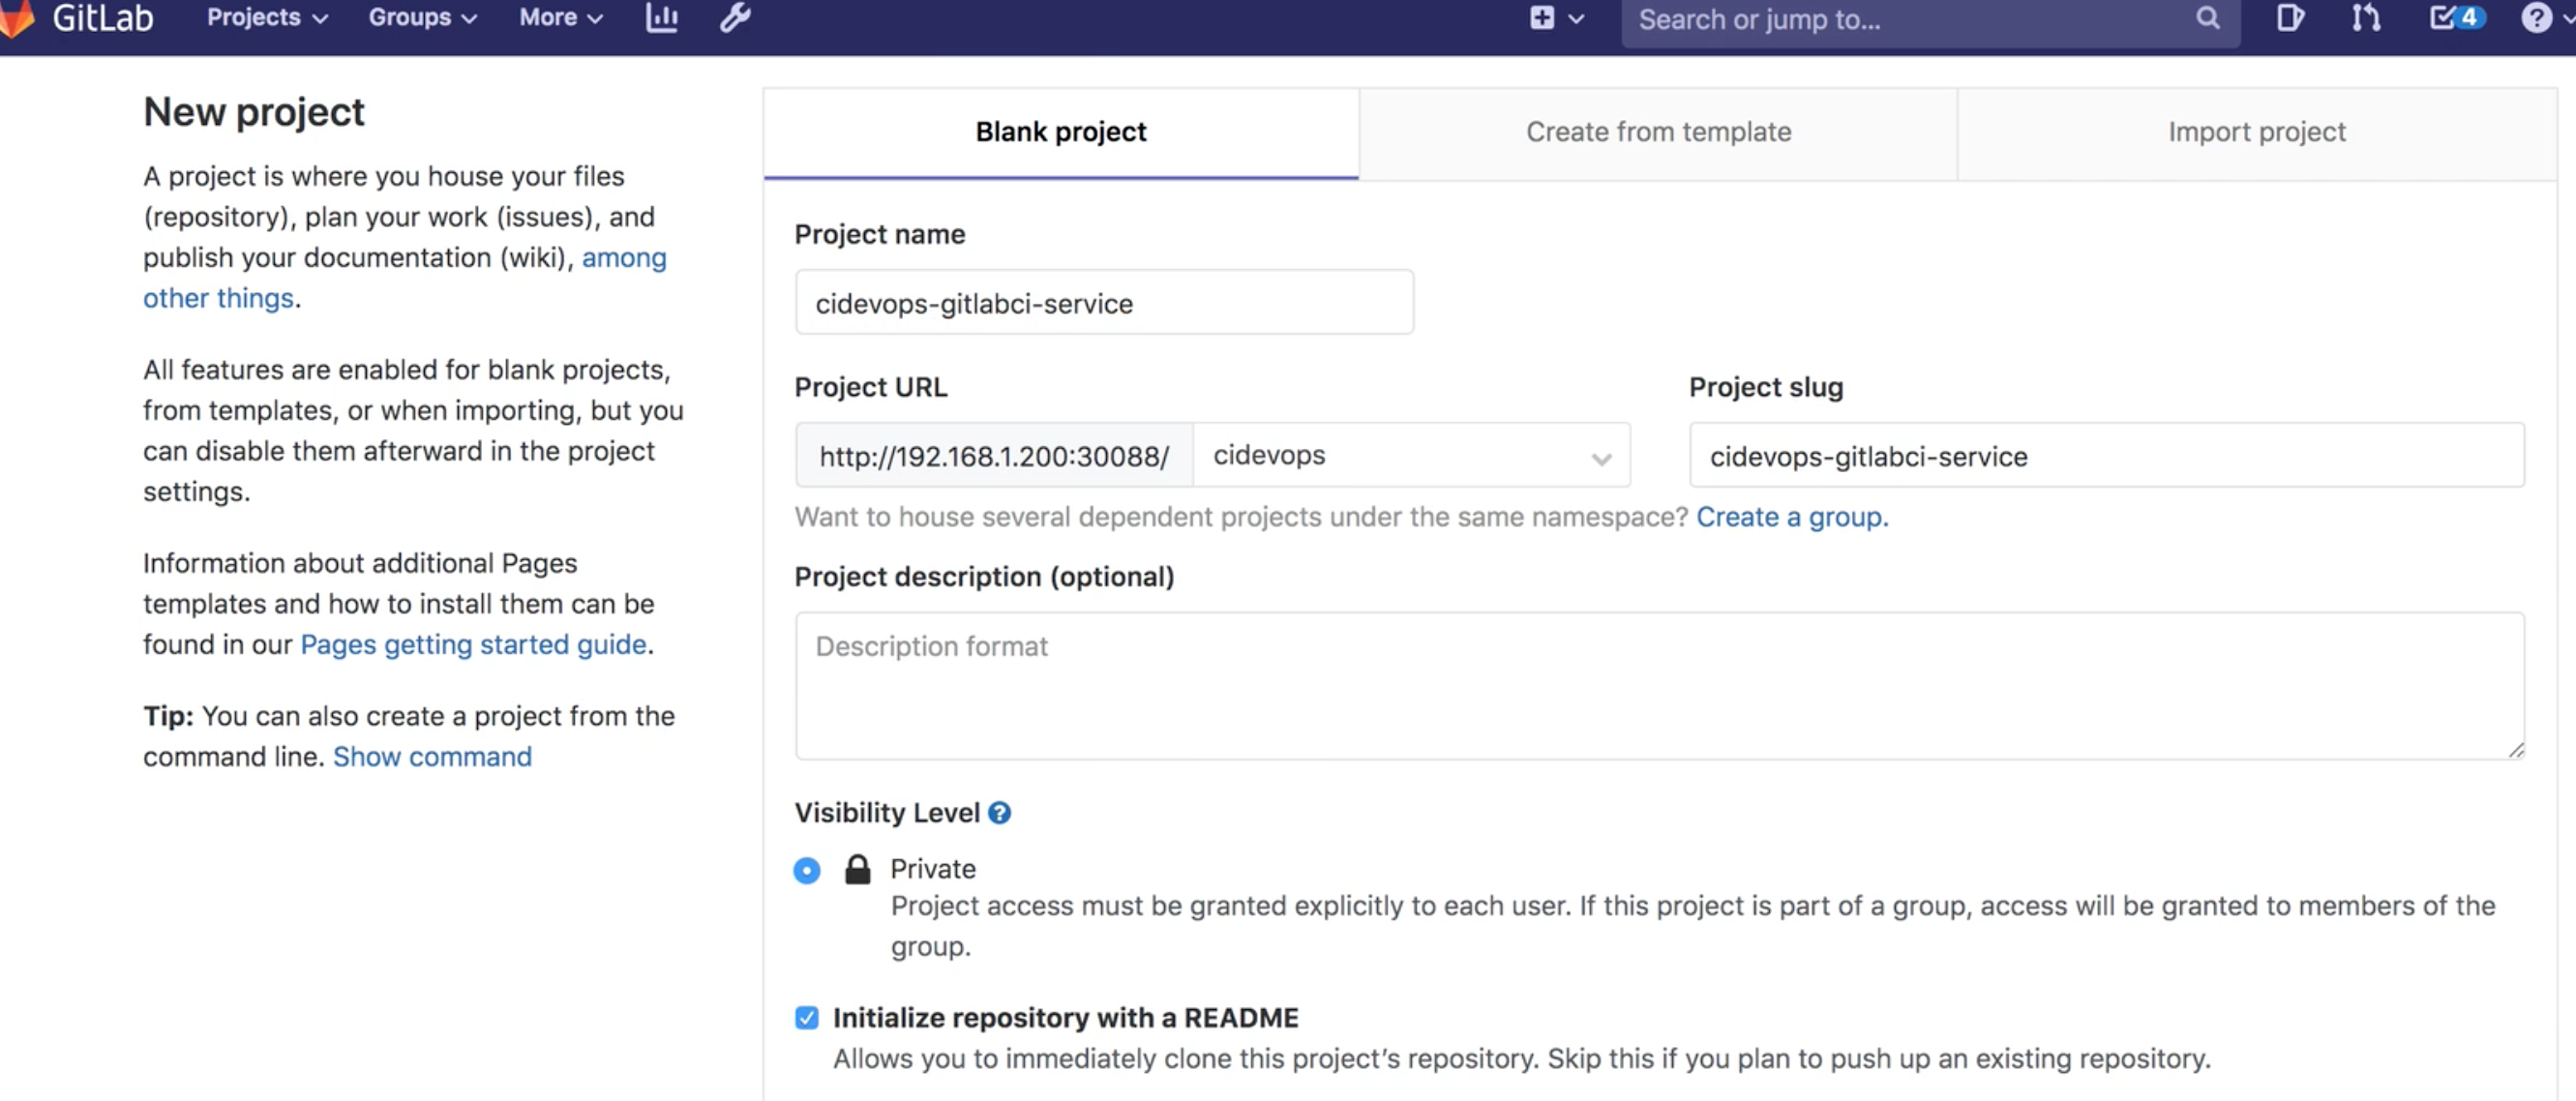 GitLab Projects Groups More Search or jump to... 4
New project
A project is where you house your files
(repository), plan your work (issues), and
publish your documentation (wiki), among
other things.
All features are enabled for blank projects,
from templates, or when importing, but you
can disable them afterward in the project
settings.
Information about additional Pages
templates and how to install them can be
found in our Pages getting started guide.
Tip: You can also create a project from the
command line. Show command
Blank project Create from template Import project
Project name
cidevops-gitlabci-service
Project URL Project slug
http://192.168.1.200:30088/ cidevops cidevops-gitlabci-service
Want to house several dependent projects under the same namespace? Create a group.
Project description (optional)
Description format
Visibility Level
Private
Project access must be granted explicitly to each user. If this project is part of a group, access will be granted to members of the
group.
Initialize repository with a README
Allows you to immediately clone this project’s repository. Skip this if you plan to push up an existing repository.